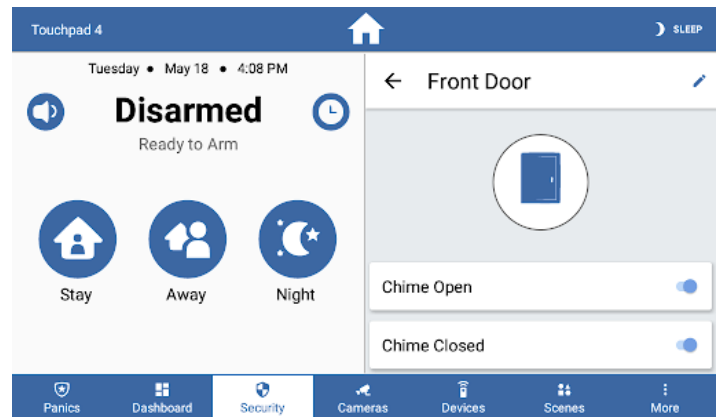 Touchpad 4
SLEEP
Tuesday • May 18 • 4:08 PM
Disarmed
Ready to Arm
Stay
Away
Night
Front Door
Chime Open
Chime Closed
Panics
Dashboard
Security
Cameras
Devices
Scenes
More